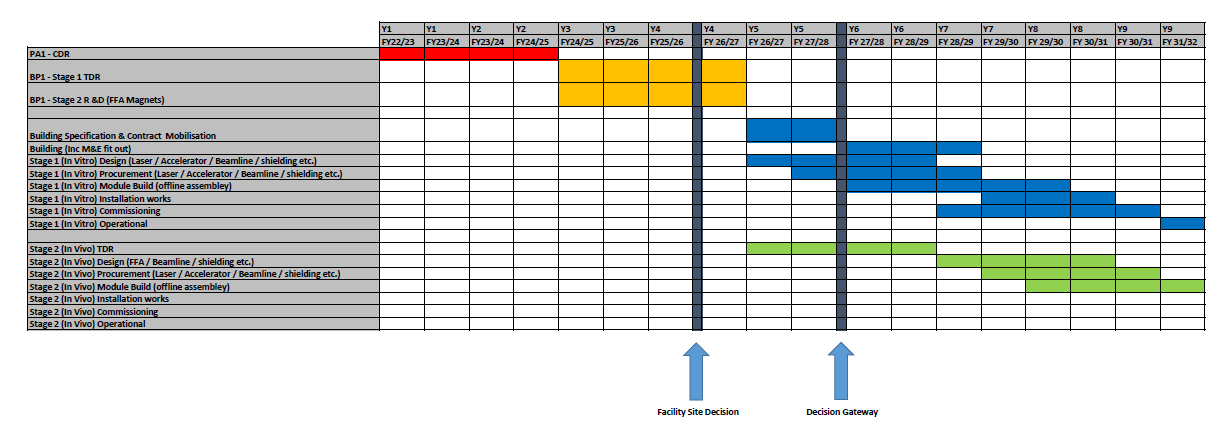 Y1 Y1 Y2 Y2 Y3 Y3 Y4 Y4 Y5 Y5 Y6 Y6 Y7 Y7 Y8 Y8 Y9 Y9
FY22/23 FY23/24 FY23/24 FY24/25 FY24/25 FY25/26 FY25/26 FY 26/27 FY 26/27 FY 27/28 FY 27/28 FY 28/29 FY 28/29 FY 29/30 FY 29/30 FY 30/31 FY 30/31 FY 31/32
PA1 - CDR
BP1 - Stage 1 TDR
BP1 - Stage 2 R &D (FFA Magnets)
Building Specification & Contract Mobilisation
Building (Inc M&E fit out)
Stage 1 (In Vitro) Design (Laser / Accelerator / Beamline / shielding etc.)
Stage 1 (In Vitro) Procurement (Laser / Accelerator / Beamline / shielding etc.)
Stage 1 (In Vitro) Module Build (offline assembley)
Stage 1 (In Vitro) Installation works
Stage 1 (In Vitro) Commissioning
Stage 1 (In Vitro) Operational
Stage 2 (In Vivo) TDR
Stage 2 (In Vivo) Design (FFA / Beamline / shielding etc.)
Stage 2 (In Vivo) Procurement (Laser / Accelerator / Beamline / shielding etc.)
Stage 2 (In Vivo) Module Build (offline assembley)
Stage 2 (In Vivo) Installation works
Stage 2 (In Vivo) Commissioning
Stage 2 (In Vivo) Operational
Facility Site Decision
Decision Gateway